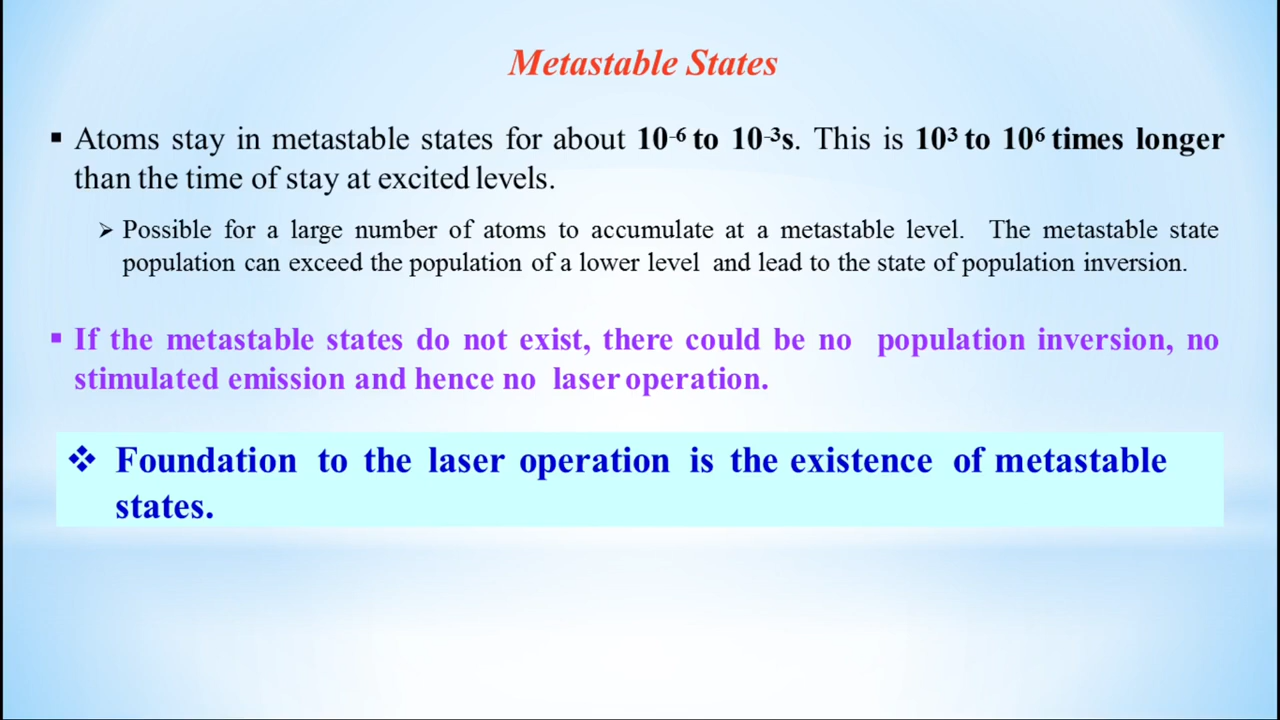 Metastable States
▪ Atoms stay in metastable states for about 10⁻⁶ to 10⁻³s. This is 10³ to 10⁶ times longer
than the time of stay at excited levels.
➢ Possible for a large number of atoms to accumulate at a metastable level. The metastable state
population can exceed the population of a lower level and lead to the state of population inversion.
▪ If the metastable states do not exist, there could be no population inversion, no
stimulated emission and hence no laser operation.
❖ Foundation to the laser operation is the existence of metastable
states.